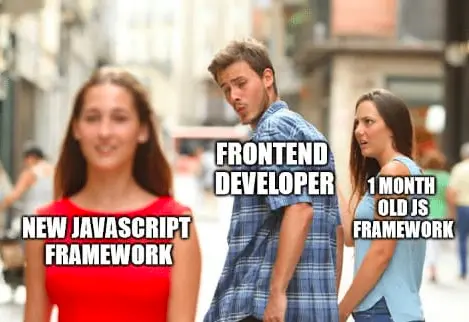 FRONTEND
DEVELOPER
1 MONTH
OLD JS
FRAMEWORK
NEW JAVASCRIPT
FRAMEWORK